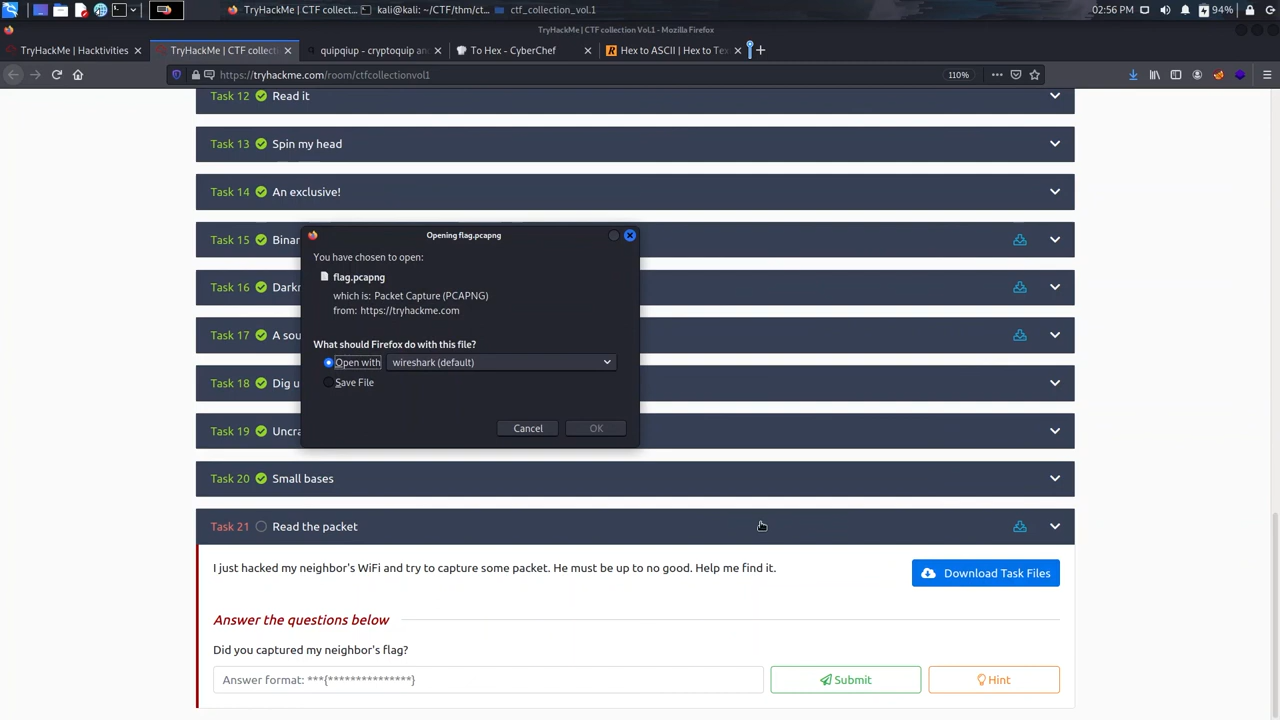 TryHackMe | CTF collect...
kali@kali: ~/CTF/thm/ct...
ctf_collection_vol.1
02:56 PM
94%
TryHackMe | CTF collection Vol.1 - Mozilla Firefox
TryHackMe | Hacktivities
TryHackMe | CTF collecti
quipqiup - cryptoquip and
To Hex - CyberChef
Hex to ASCII | Hex to Tex
https://tryhackme.com/room/ctfcollectionvol1
110%
Task 12 Read it
Task 13 Spin my head
Task 14 An exclusive!
Task 15 Binar
Task 16 Darkn
Task 17 A sou
Task 18 Dig u
Task 19 Uncra
Task 20 Small bases
Task 21 Read the packet
Opening flag.pcapng
You have chosen to open:
flag.pcapng
which is: Packet Capture (PCAPNG)
from: https://tryhackme.com
What should Firefox do with this file?
Open with wireshark (default)
Save File
Cancel OK
I just hacked my neighbor's WiFi and try to capture some packet. He must be up to no good. Help me find it.
Download Task Files
Answer the questions below
Did you captured my neighbor's flag?
Answer format: ***{***************}
Submit
Hint